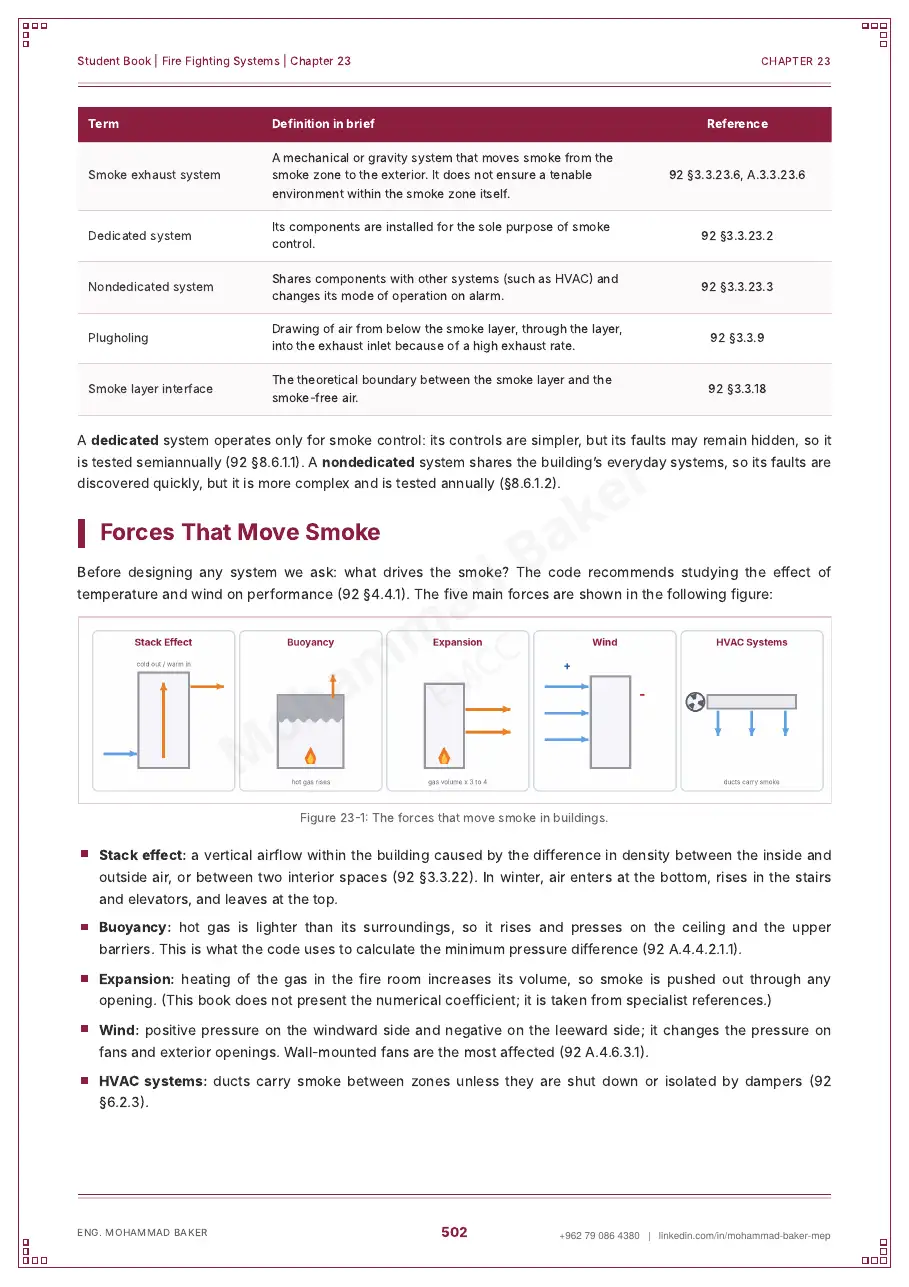 Student Book | Fire Fighting Systems | Chapter 23
CHAPTER 23
Term Definition in brief Reference
A mechanical or gravity system that moves smoke from the
Smoke exhaust system smoke zone to the exterior. It does not ensure a tenable 92 §3.3.23.6, A.3.3.23.6
environment within the smoke zone itself.
Its components are installed for the sole purpose of smoke
Dedicated system 92 §3.3.23.2
control.
Shares components with other systems (such as HVAC) and
Nondedicated system 92 §3.3.23.3
changes its mode of operation on alarm.
Drawing of air from below the smoke layer, through the layer,
Plugholing 92 §3.3.9
into the exhaust inlet because of a high exhaust rate.
The theoretical boundary between the smoke layer and the
Smoke layer interface 92 §3.3.18
smoke-free air.
A dedicated system operates only for smoke control: its controls are simpler, but its faults may remain hidden, so it
is tested semiannually (92 §8.6.1.1). A nondedicated system shares the building's everyday systems, so its faults are
discovered quickly, but it is more complex and is tested annually (§8.6.1.2).
Forces That Move Smoke
Before designing any system we ask: what drives the smoke? The code recommends studying the effect of
temperature and wind on performance (92 §4.4.1). The five main forces are shown in the following figure:
Stack Effect Buoyancy Expansion Wind HVAC Systems
cold out / warm in
+
-
hot gas rises
gas volume x 3 to 4
ducts carry smoke
Mohammad Baker
EMCC
Figure 23-1: The forces that move smoke in buildings.
Stack effect: a vertical airflow within the building caused by the difference in density between the inside and
outside air, or between two interior spaces (92 §3.3.22). In winter, air enters at the bottom, rises in the stairs
and elevators, and leaves at the top.
Buoyancy: hot gas is lighter than its surroundings, so it rises and presses on the ceiling and the upper
barriers. This is what the code uses to calculate the minimum pressure difference (92 A.4.4.2.1.1).
Expansion: heating of the gas in the fire room increases its volume, so smoke is pushed out through any
opening. (This book does not present the numerical coefficient; it is taken from specialist references.)
Wind: positive pressure on the windward side and negative on the leeward side; it changes the pressure on
fans and exterior openings. Wall-mounted fans are the most affected (92 A.4.6.3.1).
HVAC systems: ducts carry smoke between zones unless they are shut down or isolated by dampers (92
§6.2.3).
ENG. MOHAMMAD BAKER
502
+962 79 086 4380 | linkedin.com/in/mohammad-baker-mep